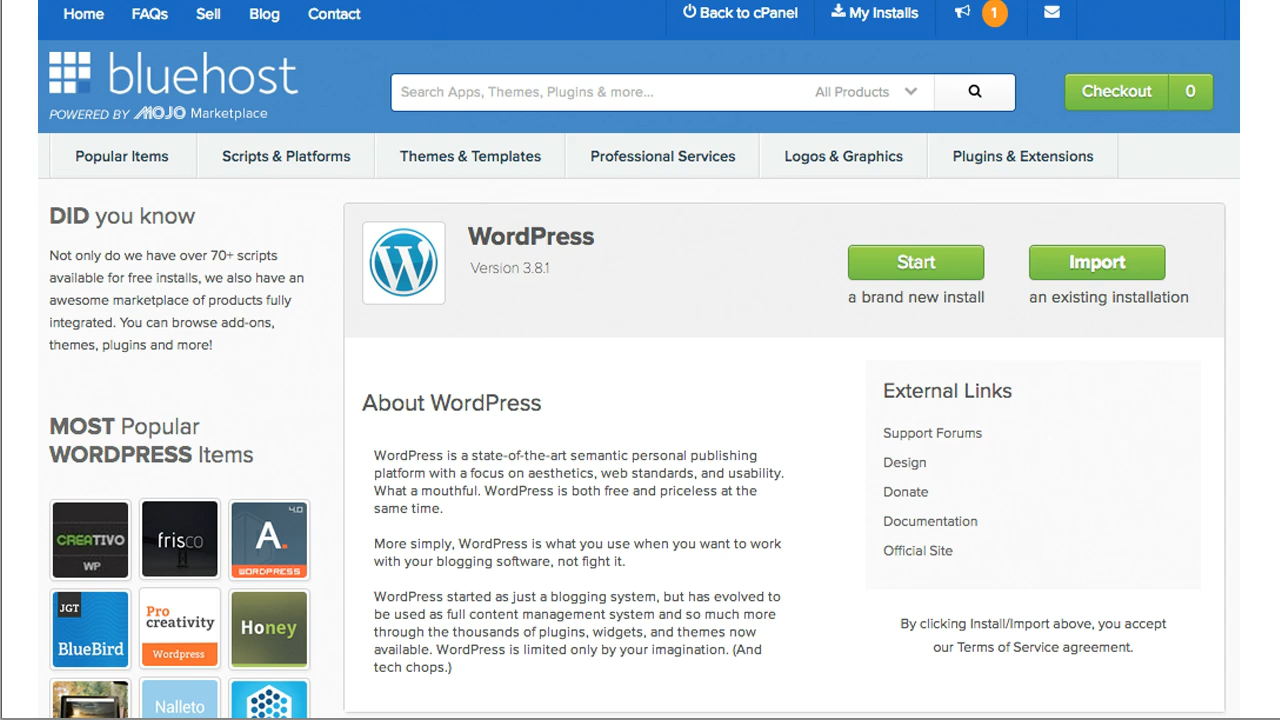 Home FAQs Sell Blog Contact Back to cPanel My Installs 1
bluehost
POWERED BY MOJO Marketplace
Search Apps, Themes, Plugins & more... All Products
Checkout 0
Popular Items Scripts & Platforms Themes & Templates Professional Services Logos & Graphics Plugins & Extensions
DID you know
Not only do we have over 70+ scripts
available for free installs, we also have an
awesome marketplace of products fully
integrated. You can browse add-ons,
themes, plugins and more!
MOST Popular
WORDPRESS Items
CREATIVO
WP
frisco
4.0
A.
WORDPRESS
JGT
BlueBird
Pro
creativity
Wordpress
Honey
Nalleto
W
WordPress
Version 3.8.1
Start
a brand new install
Import
an existing installation
About WordPress
WordPress is a state-of-the-art semantic personal publishing
platform with a focus on aesthetics, web standards, and usability.
What a mouthful. WordPress is both free and priceless at the
same time.
More simply, WordPress is what you use when you want to work
with your blogging software, not fight it.
WordPress started as just a blogging system, but has evolved to
be used as full content management system and so much more
through the thousands of plugins, widgets, and themes now
available. WordPress is limited only by your imagination. (And
tech chops.)
External Links
Support Forums
Design
Donate
Documentation
Official Site
By clicking Install/Import above, you accept
our Terms of Service agreement.